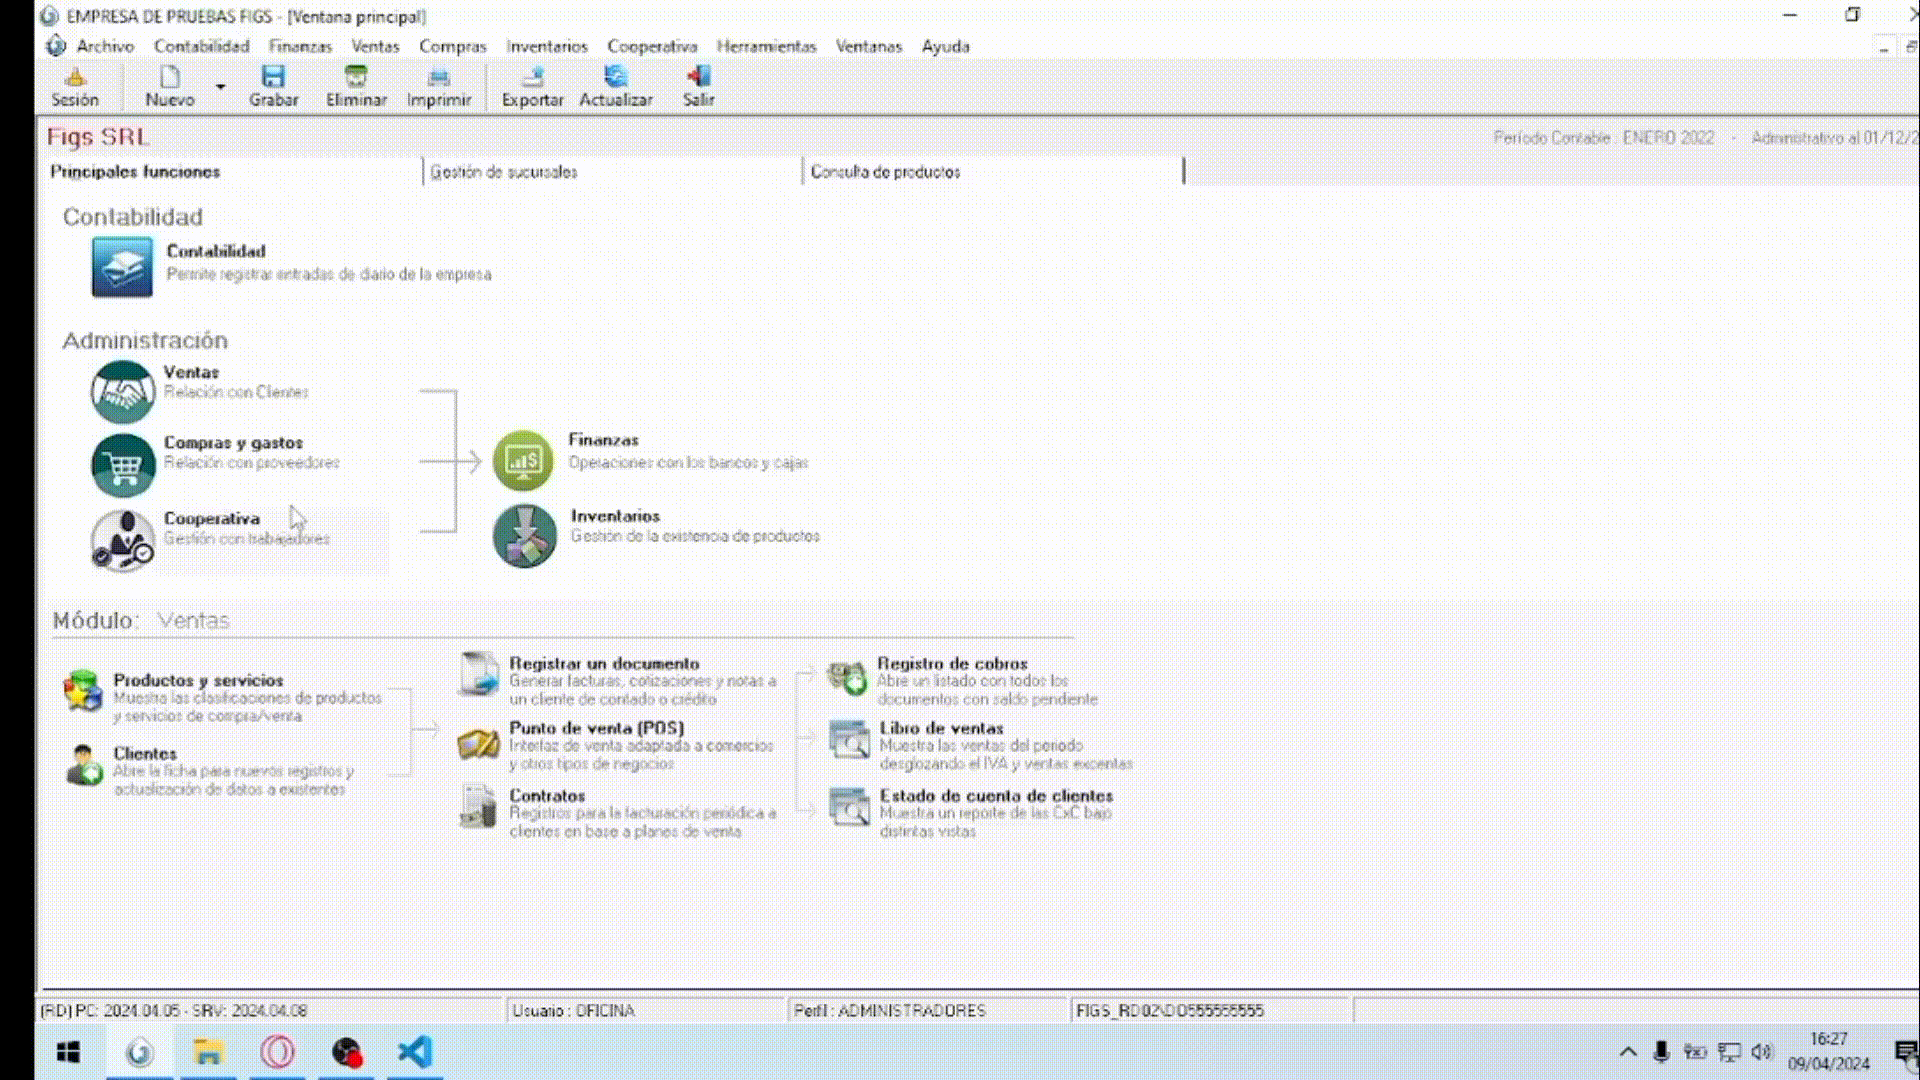 EMPRESA DE PRUEBAS FIGS - [Ventana principal]
Archivo Contabilidad Finanzas Ventas Compras Inventarios Cooperativa Herramientas Ventanas Ayuda
Sesión Nuevo Grabar Eliminar Imprimir Exportar Actualizar Salir
Figs SRL
Período Contable : ENERO 2022 - Administrativo al 01/12/2
Principales funciones Gestión de sucursales Consulta de productos
Contabilidad
Contabilidad
Permite registrar entradas de diario de la empresa
Administración
Ventas
Relación con Clientes
Compras y gastos
Relación con proveedores
Finanzas
Operaciones con los bancos y cajas
Cooperativa
Gestión con trabajadores
Inventarios
Gestión de la existencia de productos
Módulo: Ventas
Productos y servicios
Muestra las clasificaciones de productos
y servicios de compra/venta
Clientes
Abre la ficha para nuevos registros y
actualización de datos a existentes
Registrar un documento
Generar facturas, cotizaciones y notas a
un cliente de contado o crédito
Punto de venta (POS)
Interfaz de venta adaptada a comercios
y otros tipos de negocios
Contratos
Registros para la facturación periódica a
clientes en base a planes de venta
Registro de cobros
Abre un listado con todos los
documentos con saldo pendiente
Libro de ventas
Muestra las ventas del periodo
desglozando el IVA y ventas excentas
Estado de cuenta de clientes
Muestra un reporte de las CxC bajo
distintas vistas
[RD] PC: 2024.04.05 - SRV: 2024.04.08 Usuario : OFICINA Perfil : ADMINISTRADORES FIGS_RD02\DO555555555
16:27
09/04/2024